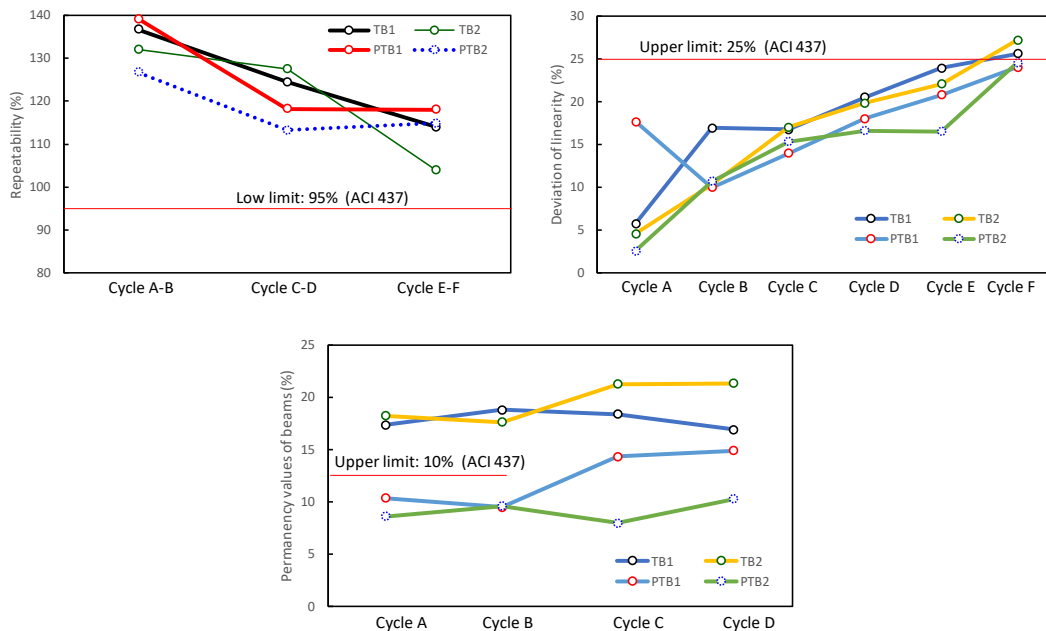 Repeatability (%)
140
130
120
110
100
90
80
TB1
TB2
PTB1
PTB2
Low limit: 95% (ACI 437)
Cycle A-B
Cycle C-D
Cycle E-F
Deviation of linearity (%)
30
25
20
15
10
5
0
Upper limit: 25% (ACI 437)
TB1
TB2
PTB1
PTB2
Cycle A
Cycle B
Cycle C
Cycle D
Cycle E
Cycle F
Permanency values of beams (%)
25
20
15
10
5
0
Upper limit: 10% (ACI 437)
TB1
TB2
PTB1
PTB2
Cycle A
Cycle B
Cycle C
Cycle D